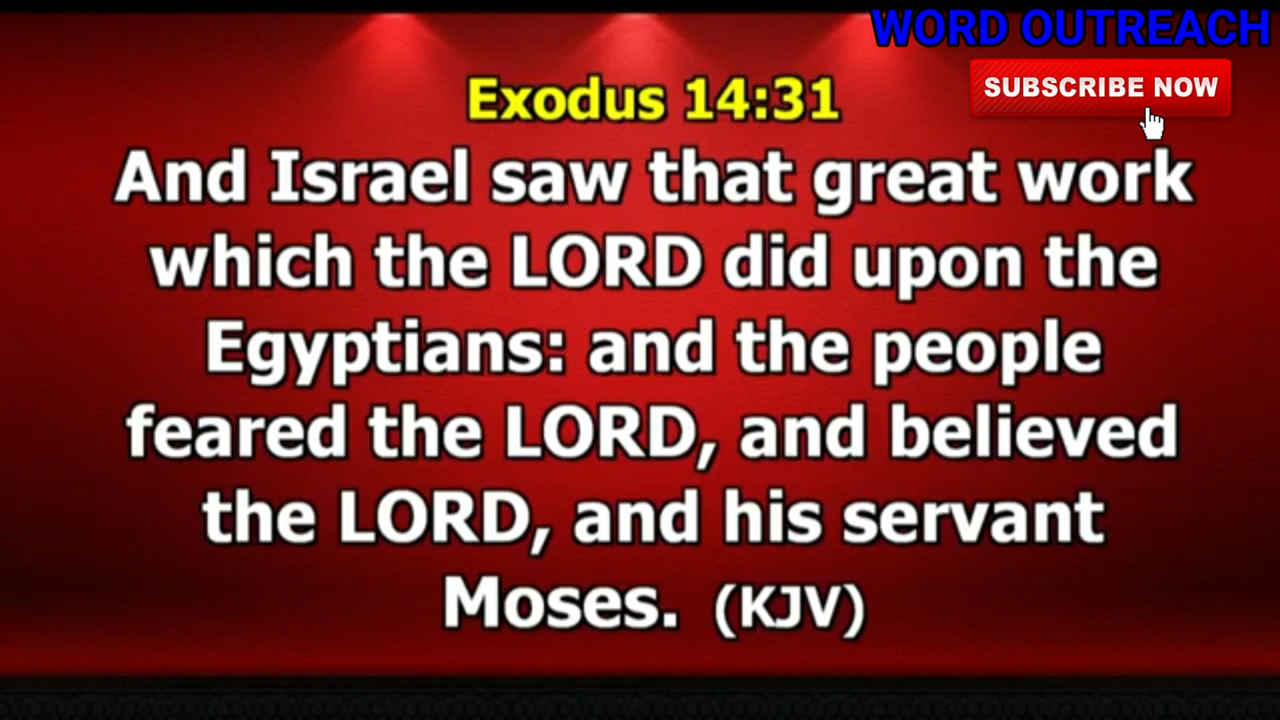 WORD OUTREACH
SUBSCRIBE NOW
Exodus 14:31
And Israel saw that great work
which the LORD did upon the
Egyptians: and the people
feared the LORD, and believed
the LORD, and his servant
Moses. (KJV)